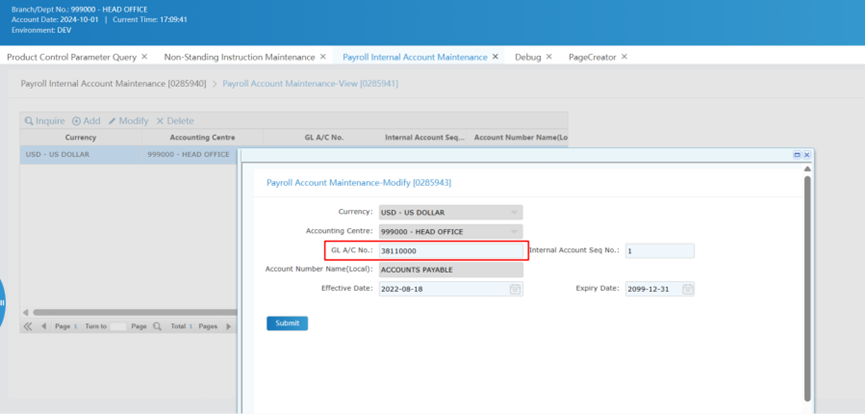 Branch/Dept No.: 999000 - HEAD OFFICE
Account Date: 2024-10-01 | Current Time: 17:09:41
Environment: DEV
Product Control Parameter Query × Non-Standing Instruction Maintenance × Payroll Internal Account Maintenance × Debug × PageCreator ×
Payroll Internal Account Maintenance [0285940] > Payroll Account Maintenance-View [0285941]
Inquire Add Modify Delete
Currency Accounting Centre GL A/C No. Internal Account Seq... Account Number Name(Lo
USD - US DOLLAR 999000 - HEAD OFFICE
Payroll Account Maintenance-Modify [0285943]
Currency: USD - US DOLLAR
Accounting Centre: 999000 - HEAD OFFICE
GL A/C No.: 38110000 Internal Account Seq No.: 1
Account Number Name(Local): ACCOUNTS PAYABLE
Effective Date: 2022-08-18 Expiry Date: 2099-12-31
Submit
Page 1 Turn to Page Total 1 Pages